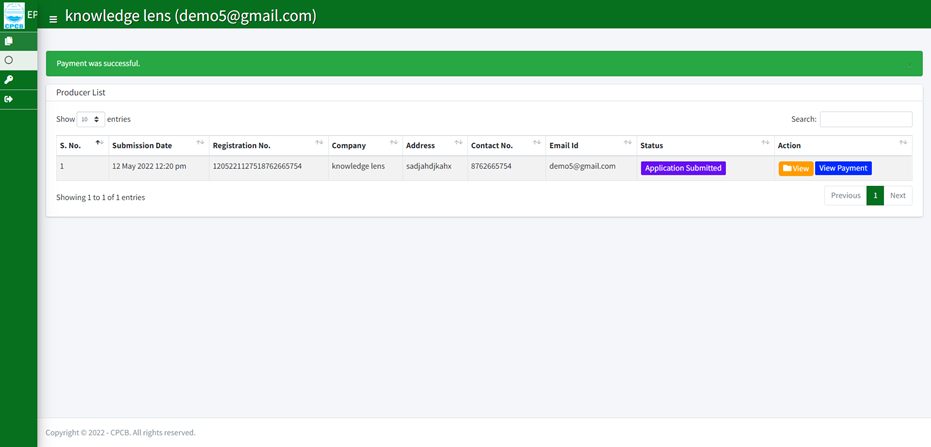 CPCB
EP
knowledge lens (demo5@gmail.com)
Payment was successful.
Producer List
Show 10 entries
Search:
S. No. Submission Date Registration No. Company Address Contact No. Email Id Status Action
1 12 May 2022 12:20 pm 1205221127518762665754 knowledge lens sadjahdjkahx 8762665754 demo5@gmail.com Application Submitted View View Payment
Showing 1 to 1 of 1 entries
Previous 1 Next
Copyright © 2022 - CPCB. All rights reserved.